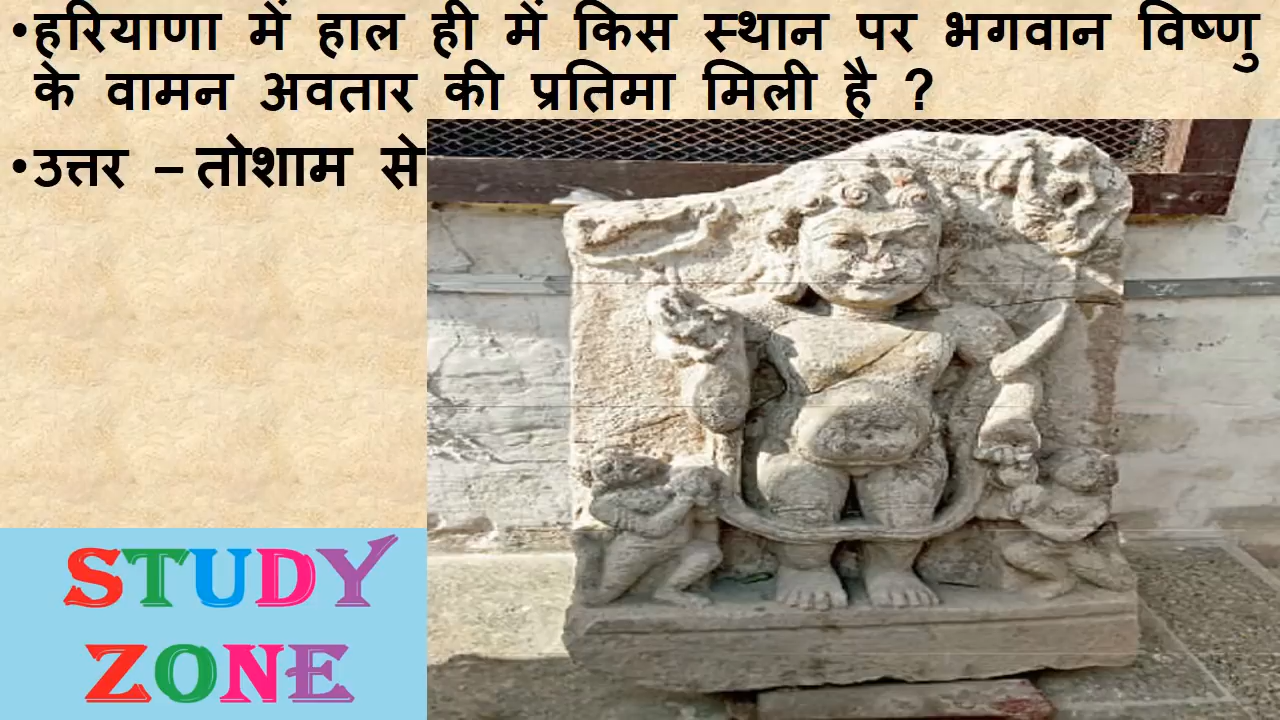 •हरियाणा में हाल ही में किस स्थान पर भगवान विष्णु
के वामन अवतार की प्रतिमा मिली है ?
•उत्तर – तोशाम से
STUDY
ZONE